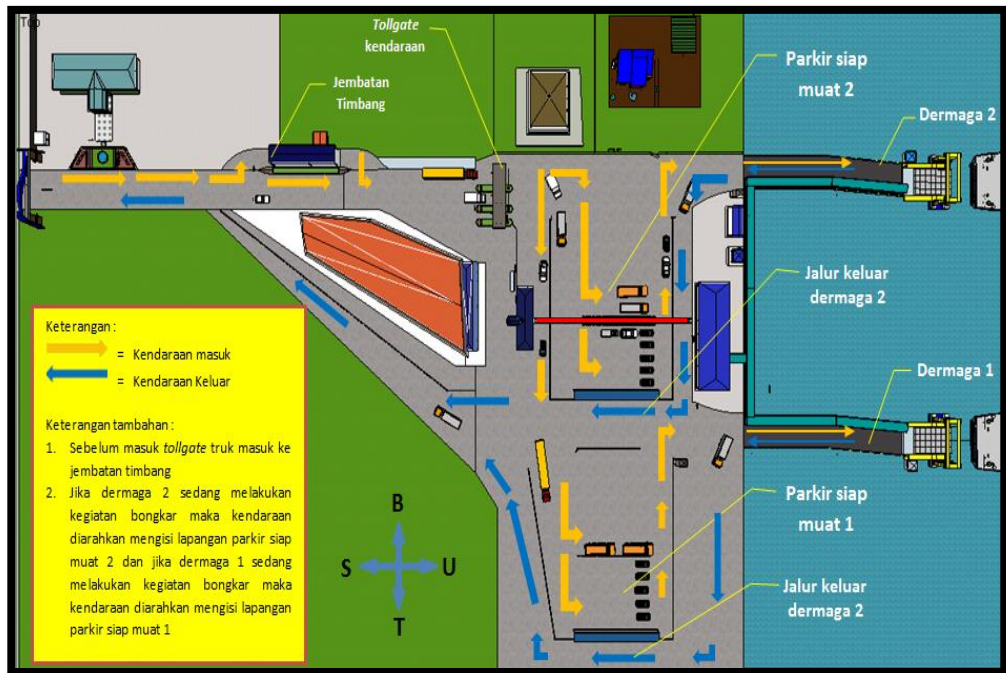 Top
Tollgate
kendaraan
Jembatan
Timbang
Parkir siap
muat 2
Dermaga 2
Jalur keluar
dermaga 2
Dermaga 1
Parkir siap
muat 1
Jalur keluar
dermaga 2
Keterangan :
= Kendaraan masuk
= Kendaraan Keluar
Keterangan tambahan :
1. Sebelum masuk tollgate truk masuk ke
jembatan timbang
2. Jika dermaga 2 sedang melakukan
kegiatan bongkar maka kendaraan
diarahkan mengisi lapangan parkir siap
muat 2 dan jika dermaga 1 sedang
melakukan kegiatan bongkar maka
kendaraan diarahkan mengisi lapangan
parkir siap muat 1
B
S U
T